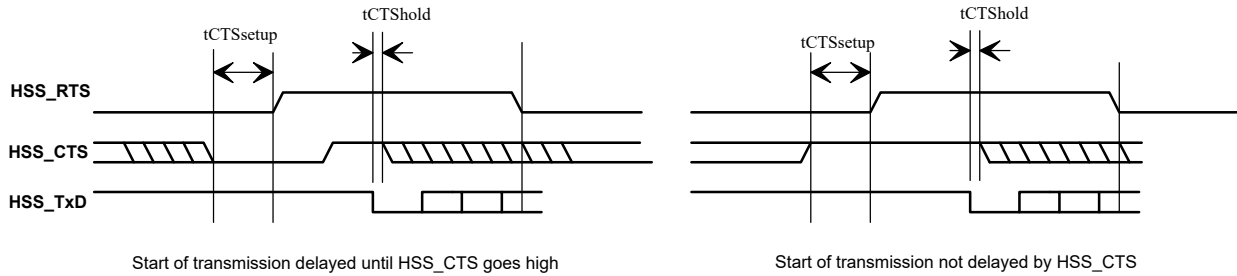 tCTShold
tCTShold
tCTSsetup
tCTSsetup
HSS_RTS
HSS_CTS
HSS_TxD
Start of transmission delayed until HSS_CTS goes high
Start of transmission not delayed by HSS_CTS